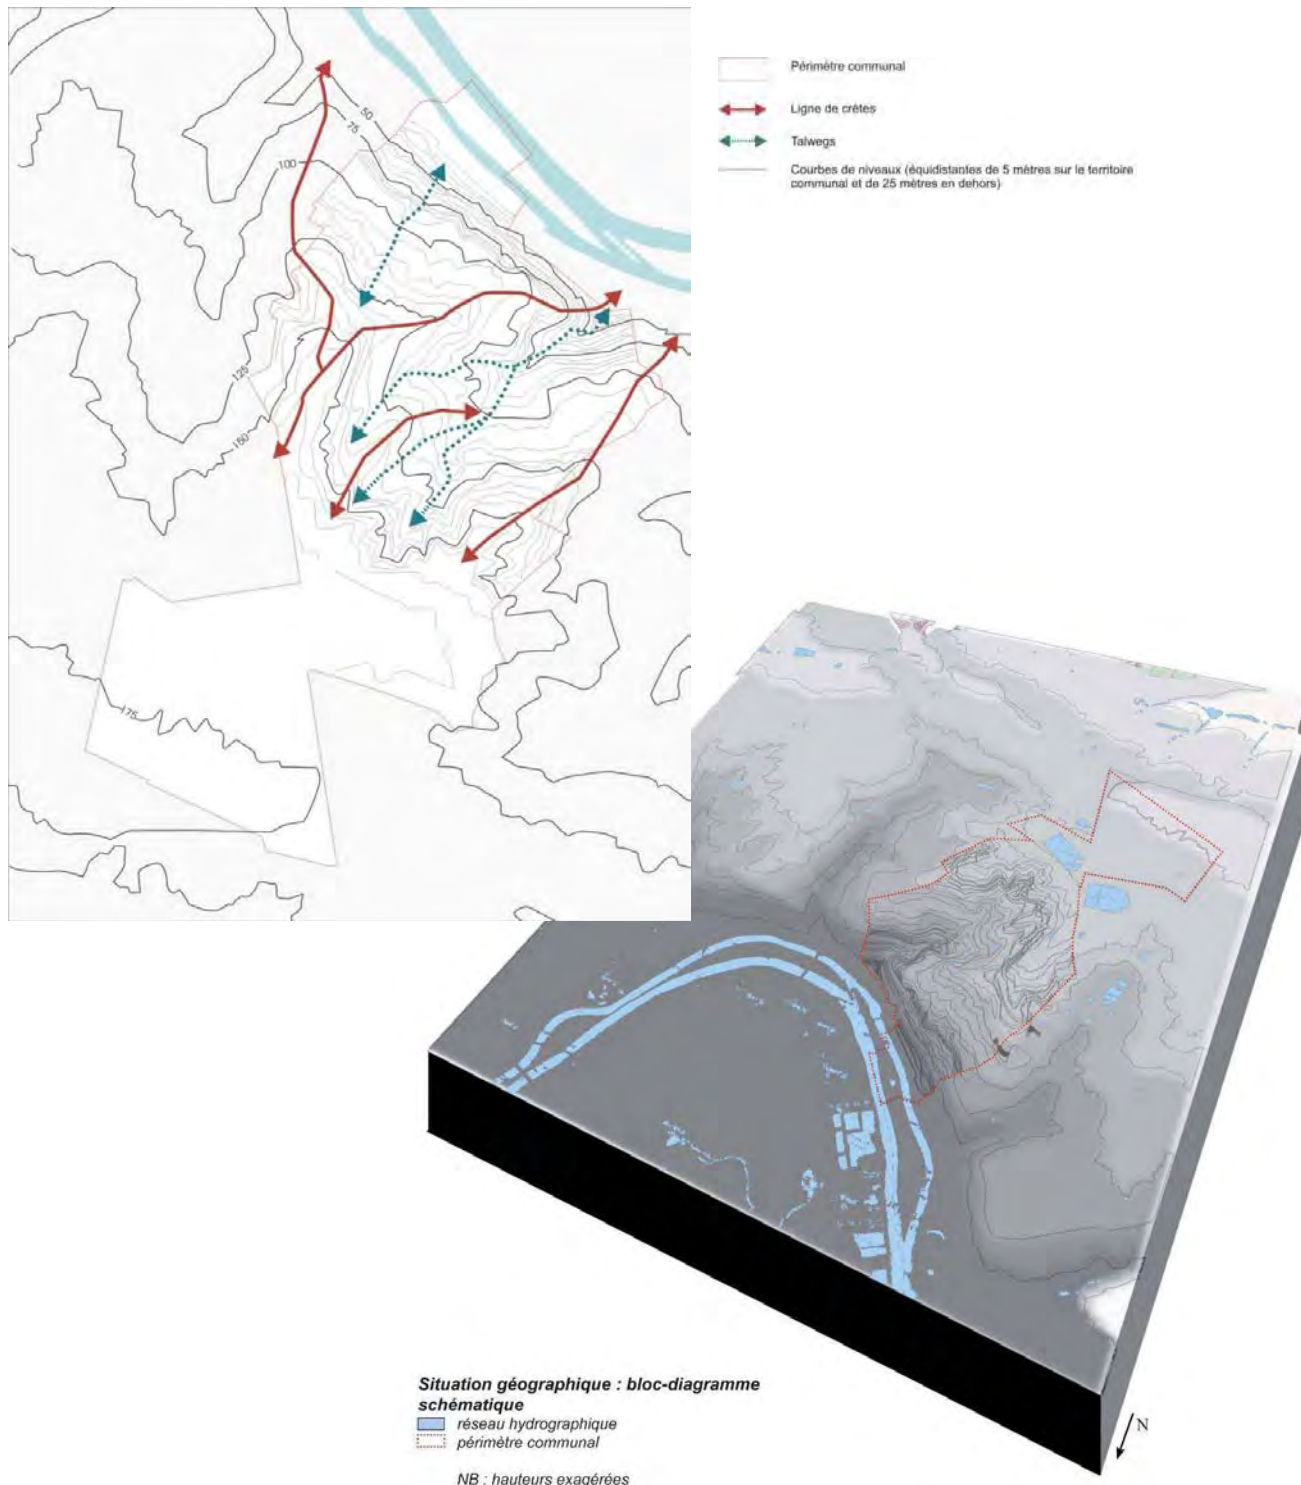 Périmètre communal
Ligne de crêtes
Talwegs
Courbes de niveaux (équidistantes de 5 mètres sur le territoire
communal et de 25 mètres en dehors)
50
75
100
125
150
175
Situation géographique : bloc-diagramme
schématique
réseau hydrographique
périmètre communal
N
NB : hauteurs exagérées